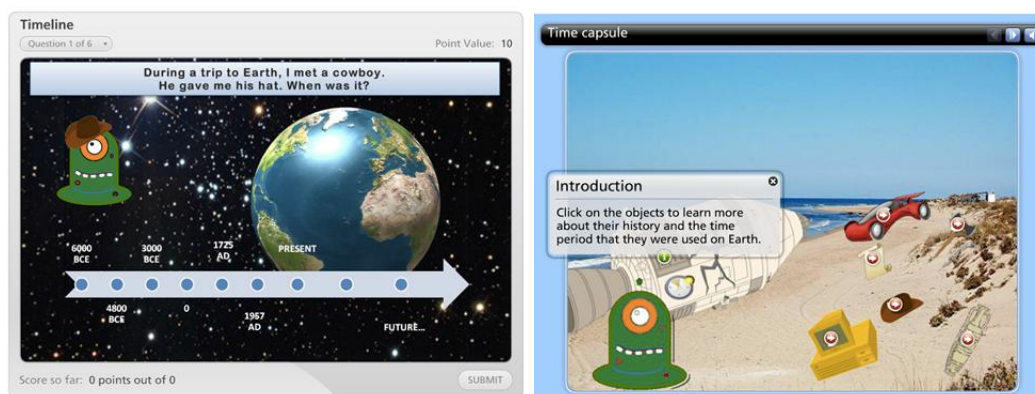 Timeline
Question 1 of 6
Point Value: 10
During a trip to Earth, I met a cowboy.
He gave me his hat. When was it?
6000
BCE
3000
BCE
1725
AD
PRESENT
4800
BCE
0
1957
AD
FUTURE...
Score so far: 0 points out of 0
SUBMIT
Time capsule
Introduction
Click on the objects to learn more
about their history and the time
period that they were used on Earth.